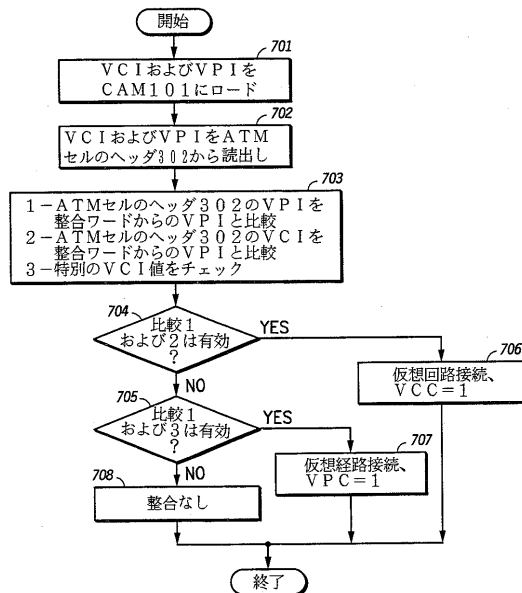 開始
701
VCIおよびVPIを
CAM101にロード
702
VCIおよびVPIをATM
セルのヘッダ302から読出し
703
1－ATMセルのヘッダ302のVPIを
整合ワードからのVPIと比較
2－ATMセルのヘッダ302のVCIを
整合ワードからのVPIと比較
3－特別のVCI値をチェック
704
比較1
および2は有効
?
YES
706
仮想回路接続、
VCC=1
NO
705
比較1
および3は有効
?
YES
707
仮想経路接続、
VPC=1
NO
708
整合なし
終了